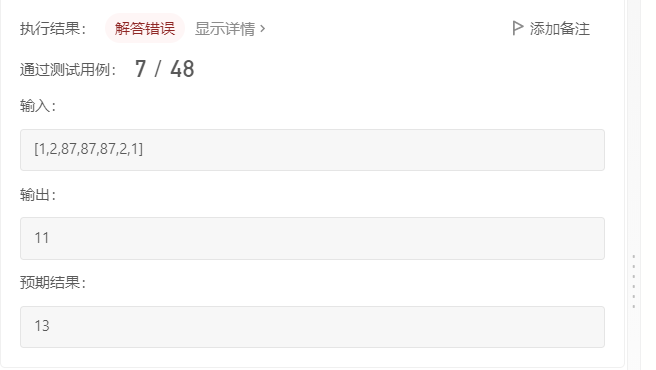 执行结果： 解答错误 显示详情 › 添加备注
通过测试用例： 7 / 48
输入：
[1,2,87,87,87,2,1]
输出：
11
预期结果：
13